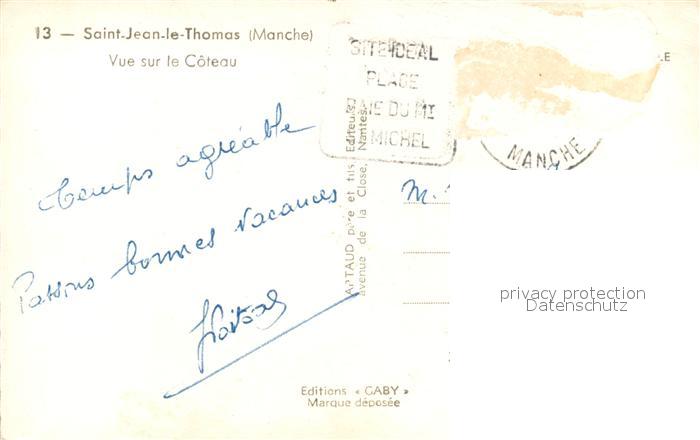 13 — Saint-Jean-le-Thomas (Manche)
Vue sur le Côteau
SITE IDEAL
PLAGE
BAIE DU MT
MICHEL
LE
MANCHE
temps agréable
Passons bonnes vacances
M.
ARTAUD père et fils, Editeurs
avenue de la Close, Nantes
privacy protection
Datenschutz
Editions « GABY »
Marque déposée